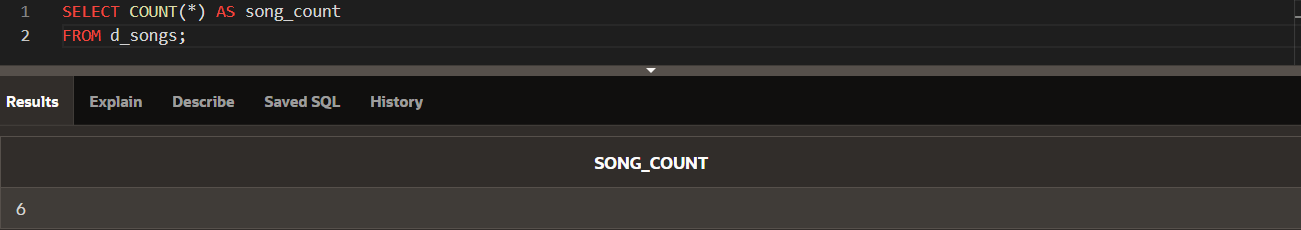 1 SELECT COUNT(*) AS song_count
2 FROM d_songs;
Results Explain Describe Saved SQL History
SONG_COUNT
6